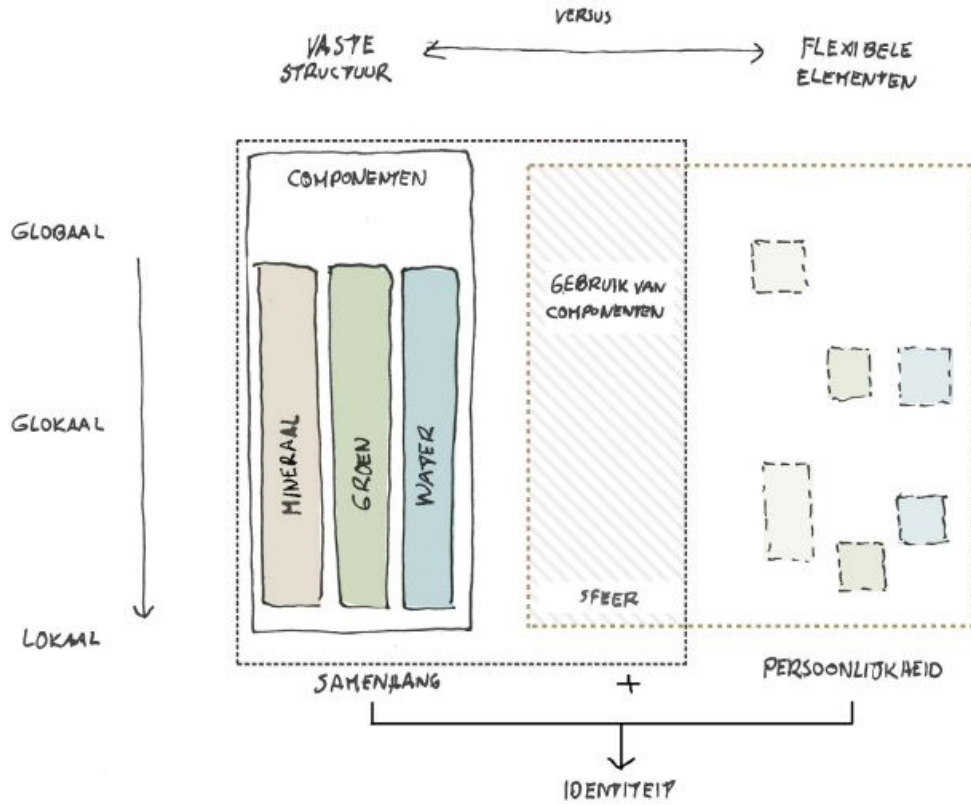 VERSUS
VASTE
STRUCTUUR
FLEXIBELE
ELEMENTEN
COMPONENTEN
GLOBAAL
GEBRUIK VAN
COMPONENTEN
GLOKAAL
MINERAAL
GROEN
WATER
SFEER
LOKAAL
SAMENHANG
+
PERSOONLIJKHEID
IDENTITEIT